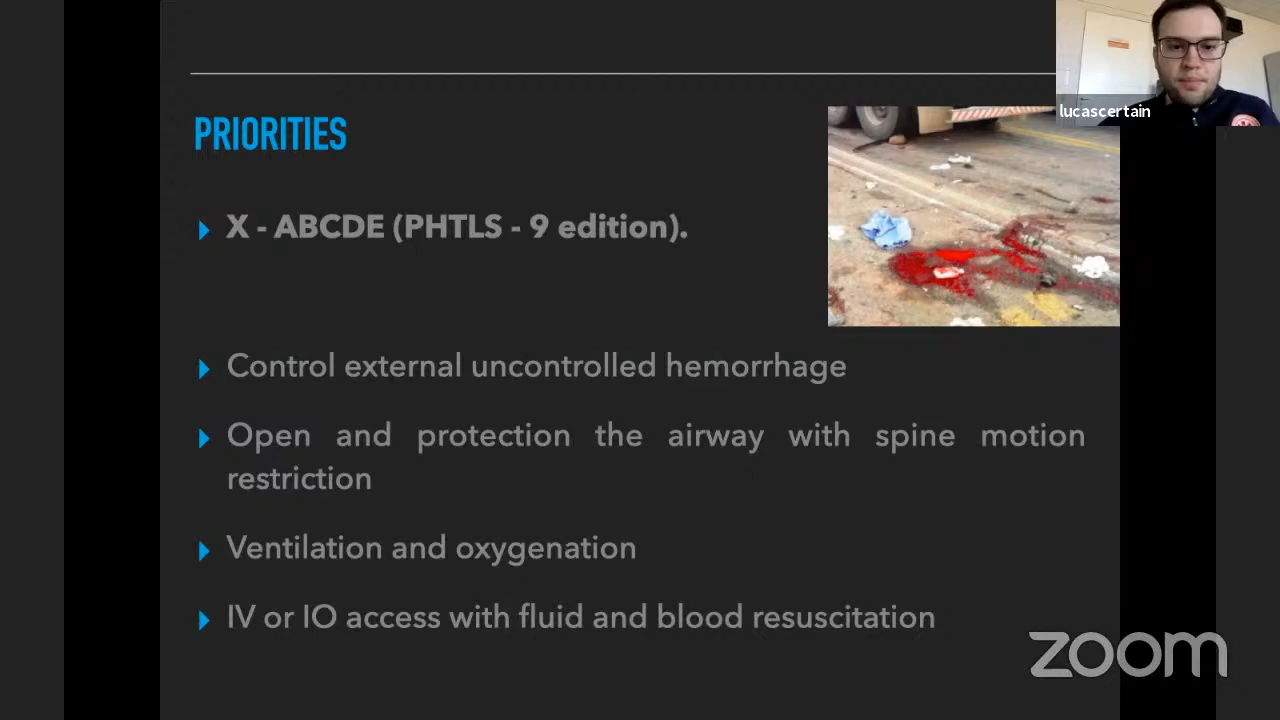 lucascertain
PRIORITIES
X - ABCDE (PHTLS - 9 edition).
Control external uncontrolled hemorrhage
Open and protection the airway with spine motion
restriction
Ventilation and oxygenation
IV or IO access with fluid and blood resuscitation
zoom